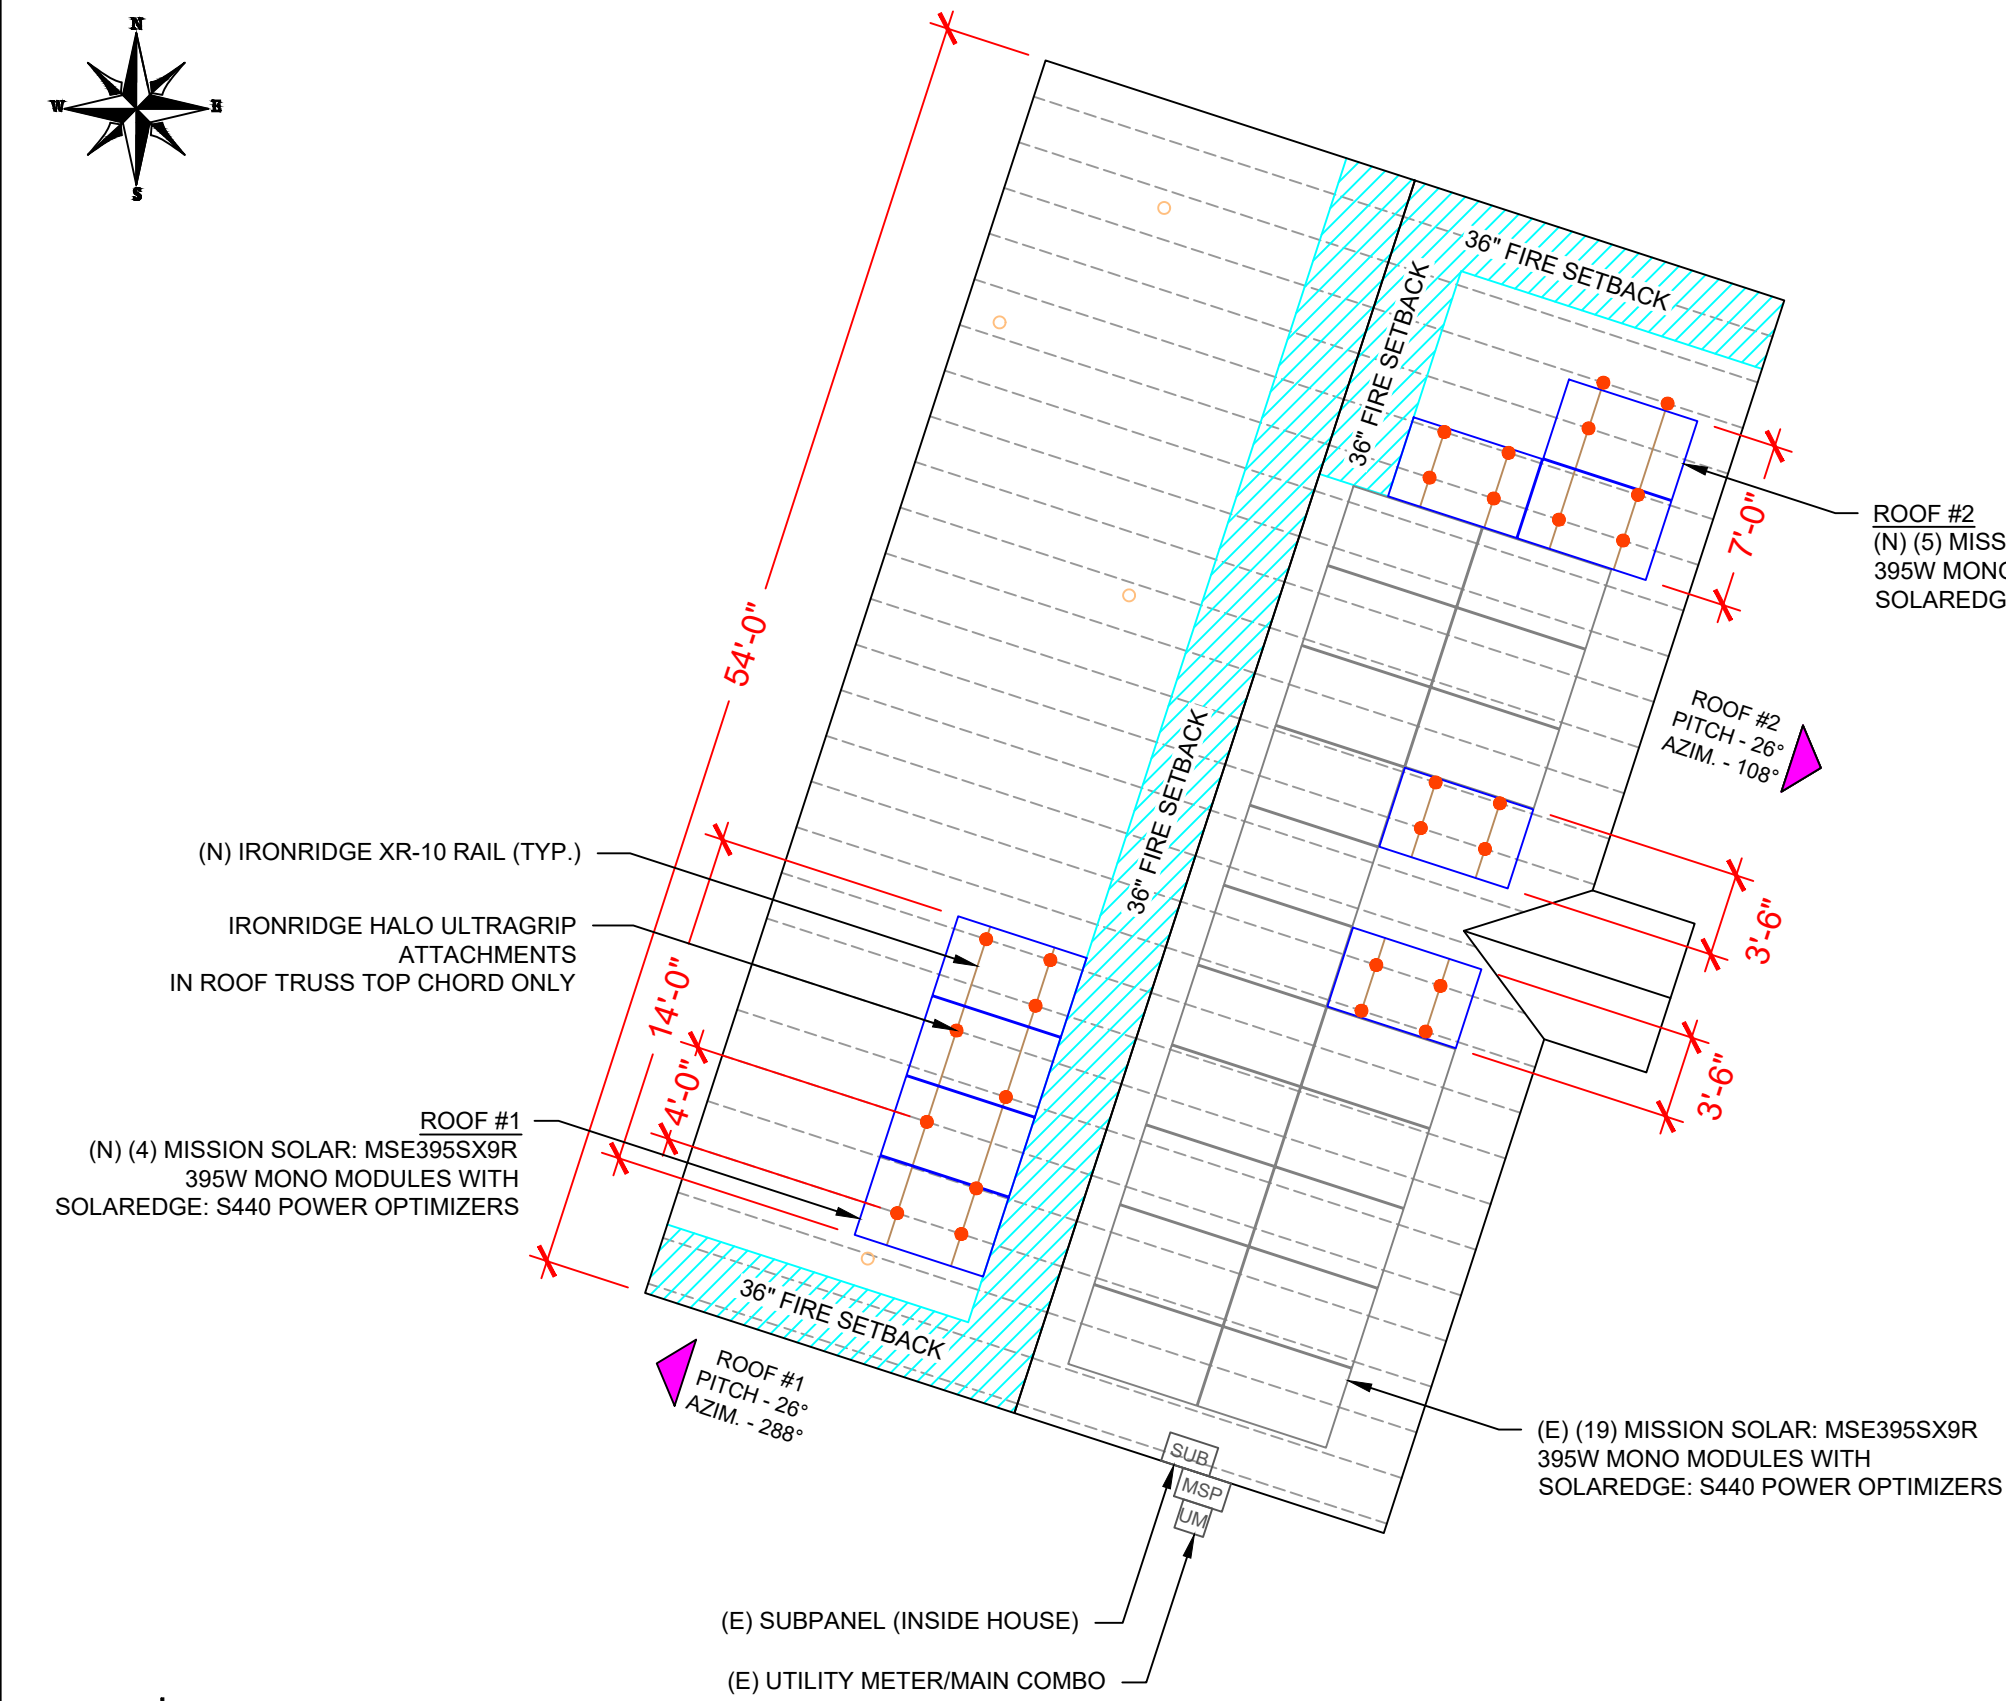 N
W
E
S
36" FIRE SETBACK
36" FIRE SETBACK
ROOF #2
(N) (5) MISS
395W MONO
SOLAREDG
7'-0"
54'-0"
ROOF #2
PITCH - 26°
AZIM. - 108°
36" FIRE SETBACK
(N) IRONRIDGE XR-10 RAIL (TYP.)
IRONRIDGE HALO ULTRAGRIP
ATTACHMENTS
IN ROOF TRUSS TOP CHORD ONLY
3'-6"
14'-0"
4'-0"
3'-6"
ROOF #1
(N) (4) MISSION SOLAR: MSE395SX9R
395W MONO MODULES WITH
SOLAREDGE: S440 POWER OPTIMIZERS
36" FIRE SETBACK
ROOF #1
PITCH - 26°
AZIM. - 288°
(E) (19) MISSION SOLAR: MSE395SX9R
395W MONO MODULES WITH
SOLAREDGE: S440 POWER OPTIMIZERS
SUB
MSP
UM
(E) SUBPANEL (INSIDE HOUSE)
(E) UTILITY METER/MAIN COMBO